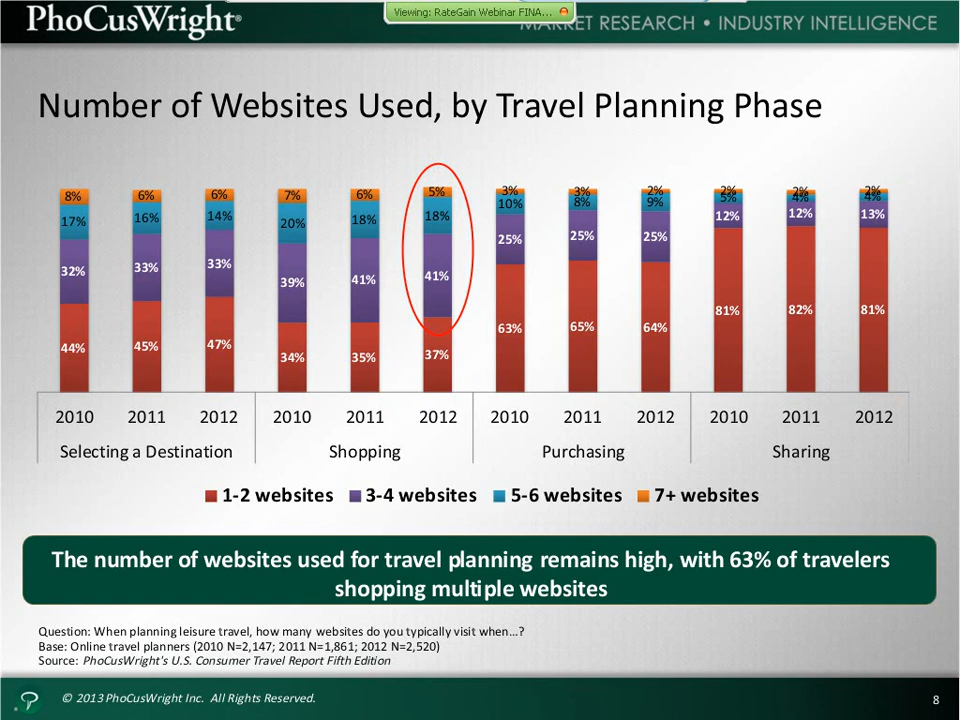 PhoCusWright®
Viewing: RateGain Webinar FINA...
MARKET RESEARCH • INDUSTRY INTELLIGENCE
Number of Websites Used, by Travel Planning Phase
8% 6% 6% 7% 6% 5% 3% 3% 2% 2% 2% 2%
17% 16% 14% 20% 18% 18% 10% 8% 9% 5% 4% 4%
32% 33% 33% 39% 41% 41% 25% 25% 25% 12% 12% 13%
44% 45% 47% 34% 35% 37% 63% 65% 64% 81% 82% 81%
2010 2011 2012 2010 2011 2012 2010 2011 2012 2010 2011 2012
Selecting a Destination Shopping Purchasing Sharing
1-2 websites 3-4 websites 5-6 websites 7+ websites
The number of websites used for travel planning remains high, with 63% of travelers
shopping multiple websites
Question: When planning leisure travel, how many websites do you typically visit when…?
Base: Online travel planners (2010 N=2,147; 2011 N=1,861; 2012 N=2,520)
Source: PhoCusWright's U.S. Consumer Travel Report Fifth Edition
© 2013 PhoCusWright Inc. All Rights Reserved.
8